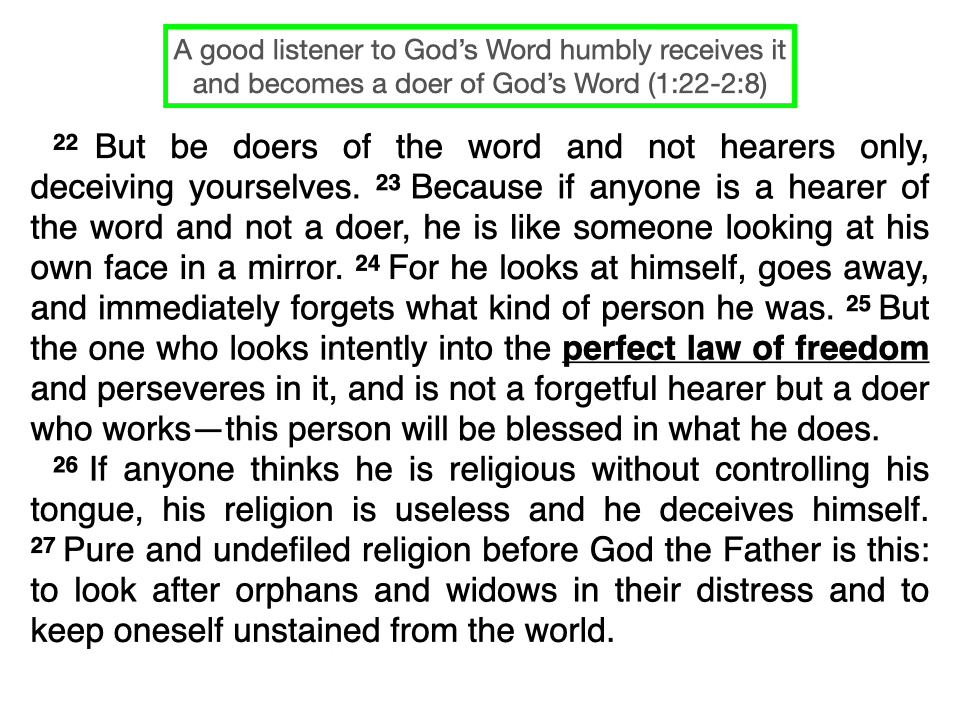 A good listener to God’s Word humbly receives it
and becomes a doer of God’s Word (1:22-2:8)
22 But be doers of the word and not hearers only,
deceiving yourselves. 23 Because if anyone is a hearer of
the word and not a doer, he is like someone looking at his
own face in a mirror. 24 For he looks at himself, goes away,
and immediately forgets what kind of person he was. 25 But
the one who looks intently into the perfect law of freedom
and perseveres in it, and is not a forgetful hearer but a doer
who works—this person will be blessed in what he does.
26 If anyone thinks he is religious without controlling his
tongue, his religion is useless and he deceives himself.
27 Pure and undefiled religion before God the Father is this:
to look after orphans and widows in their distress and to
keep oneself unstained from the world.